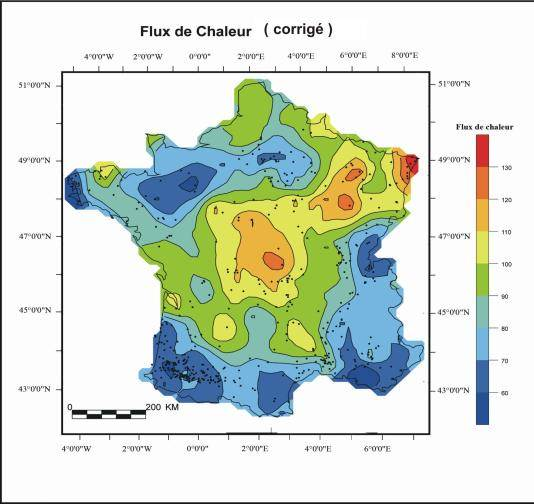 Flux de Chaleur ( corrigé )
4°0'0"W 2°0'0"W 0°0'0" 2°0'0"E 4°0'0"E 6°0'0"E 8°0'0"E
51°0'0"N 51°0'0"N
Flux de chaleur
49°0'0"N 49°0'0"N
130
120
110
47°0'0"N 47°0'0"N
100
90
45°0'0"N 45°0'0"N
80
70
43°0'0"N 43°0'0"N
60
0 200 KM
4°0'0"W 2°0'0"W 0°0'0" 2°0'0"E 4°0'0"E 6°0'0"E